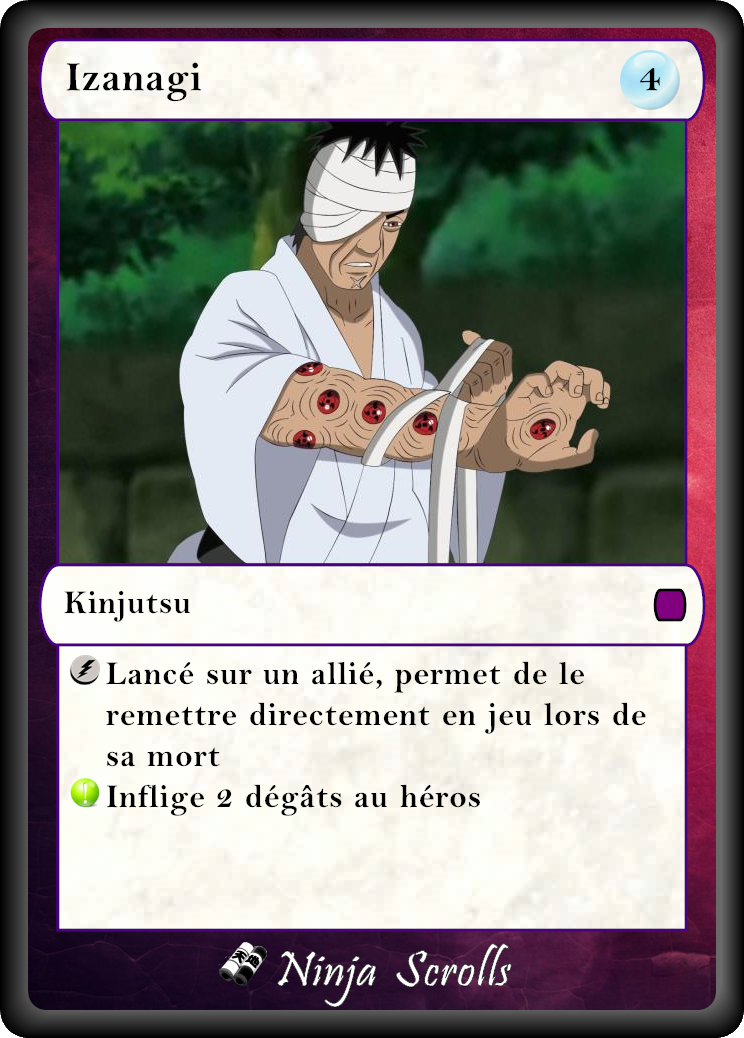 Izanagi
4
Kinjutsu
Lancé sur un allié, permet de le
remettre directement en jeu lors de
sa mort
Inflige 2 dégâts au héros
Ninja Scrolls